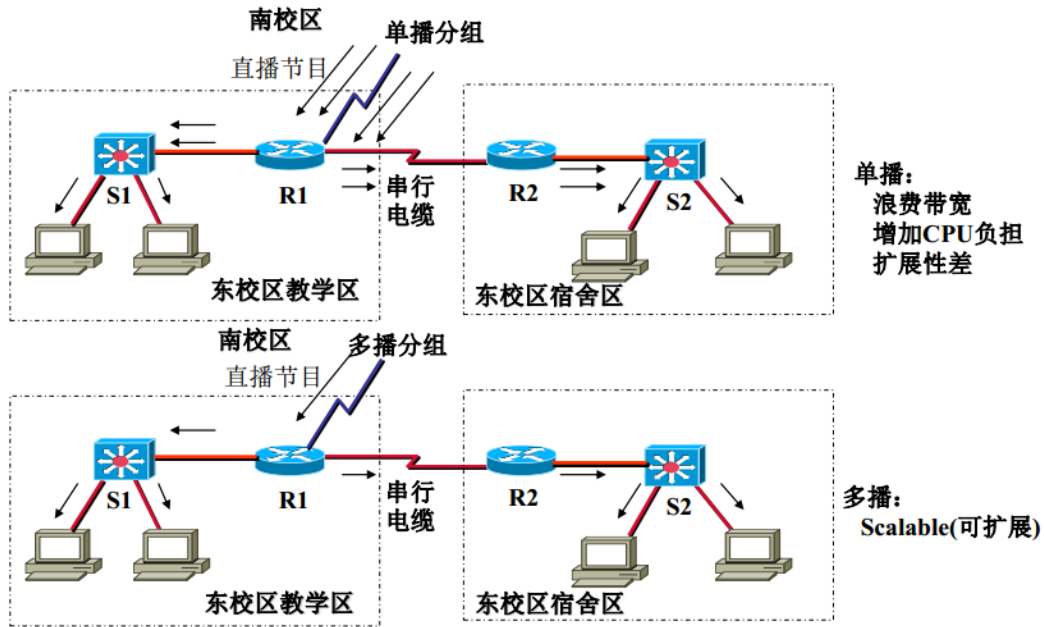 南校区
单播分组
直播节目
S1
R1
串行
电缆
R2
S2
东校区教学区
东校区宿舍区
单播：
浪费带宽
增加CPU负担
扩展性差
南校区
多播分组
直播节目
S1
R1
串行
电缆
R2
S2
东校区教学区
东校区宿舍区
多播：
Scalable(可扩展)